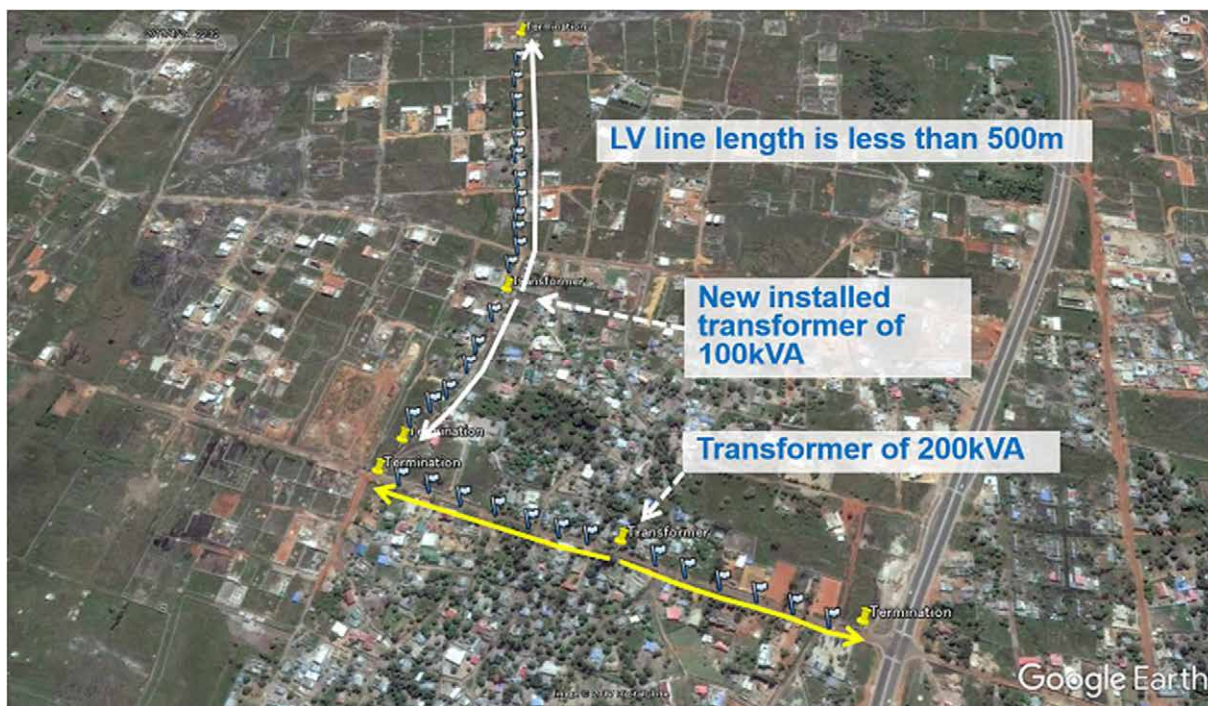 Termination
LV line length is less than 500m
Transformer
New installed
transformer of
100kVA
Termination
Termination
Transformer of 200kVA
Transformer
Termination
Google Earth